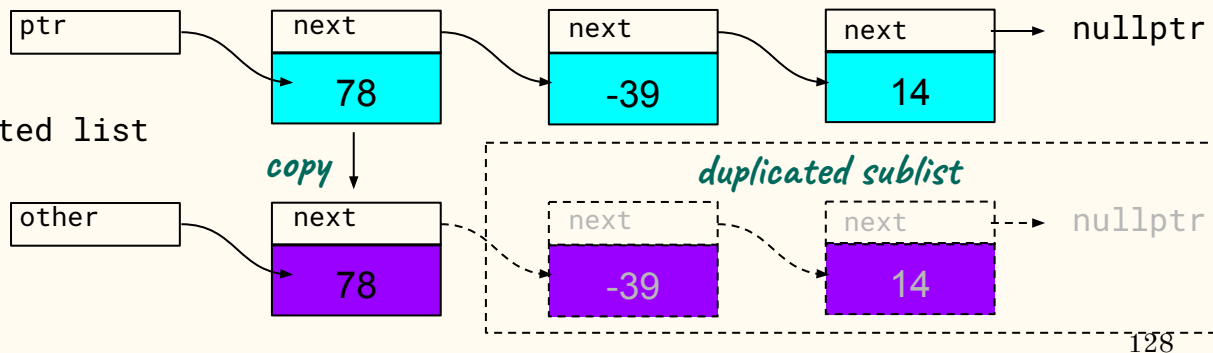 ptr next next next nullptr
78 -39 14
ted list
copy duplicated sublist
other next next next nullptr
78 -39 14
128